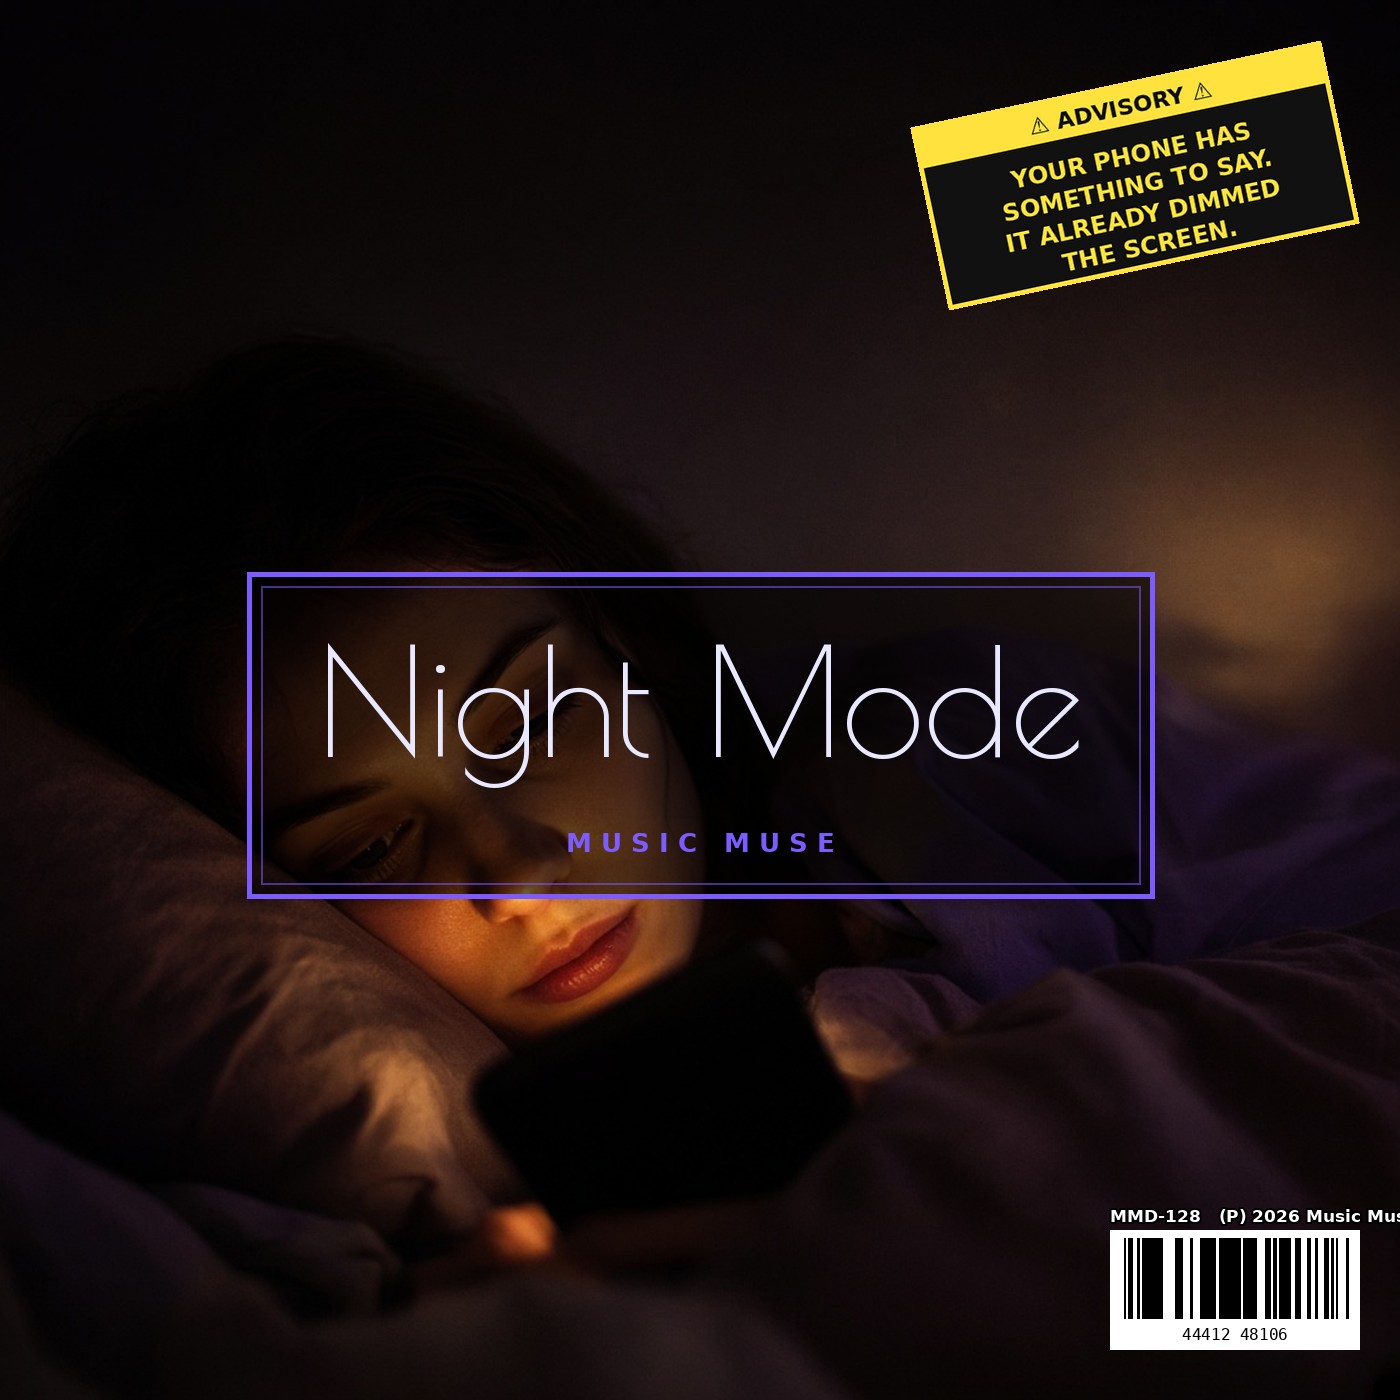 ⚠ ADVISORY ⚠
YOUR PHONE HAS
SOMETHING TO SAY.
IT ALREADY DIMMED
THE SCREEN.
Night Mode
MUSIC MUSE
MMD-128 (P) 2026 Music Mus
44412 48106